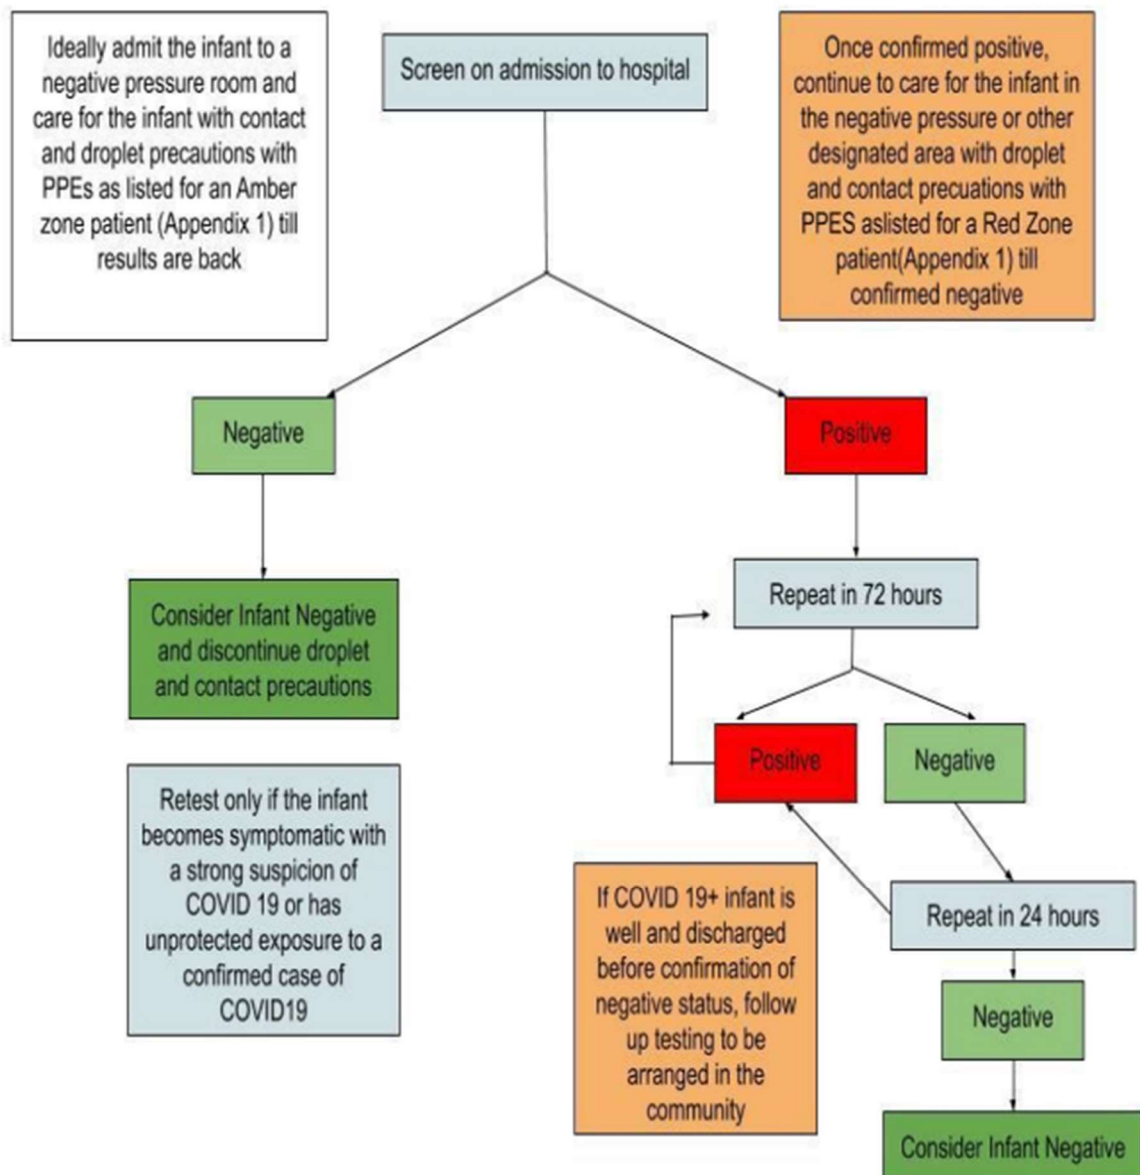 Ideally admit the infant to a
negative pressure room and
care for the infant with contact
and droplet precautions with
PPEs as listed for an Amber
zone patient (Appendix 1) till
results are back
Screen on admission to hospital
Once confirmed positive,
continue to care for the infant in
the negative pressure or other
designated area with droplet
and contact precuations with
PPES aslisted for a Red Zone
patient(Appendix 1) till
confirmed negative
Negative
Positive
Consider Infant Negative
and discontinue droplet
and contact precautions
Repeat in 72 hours
Positive
Negative
Retest only if the infant
becomes symptomatic with
a strong suspicion of
COVID 19 or has
unprotected exposure to a
confirmed case of
COVID19
If COVID 19+ infant is
well and discharged
before confirmation of
negative status, follow
up testing to be
arranged in the
community
Repeat in 24 hours
Negative
Consider Infant Negative